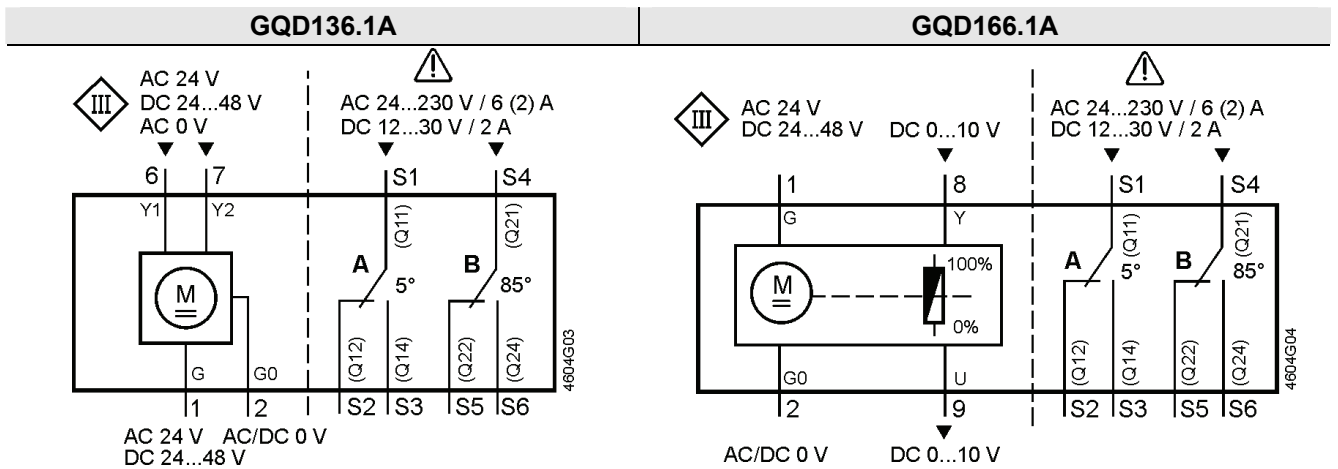 GQD136.1A
AC 24 V
DC 24...48 V
AC 0 V
AC 24...230 V / 6 (2) A
DC 12...30 V / 2 A
6
7
S1
S4
Y1
Y2
(Q11)
(Q21)
A
5°
B
85°
M
(Q12)
(Q14)
(Q22)
(Q24)
G
G0
1
2
S2
S3
S5
S6
AC 24 V AC/DC 0 V
DC 24...48 V
4604G03
III
GQD166.1A
III
AC 24 V
DC 24...48 V
DC 0...10 V
AC 24...230 V / 6 (2) A
DC 12...30 V / 2 A
1
8
S1
S4
G
Y
(Q11)
(Q21)
M
100%
0%
A
5°
B
85°
(Q12)
(Q14)
(Q22)
(Q24)
G0
U
2
9
S2
S3
S5
S6
AC/DC 0 V
DC 0...10 V
4604G04